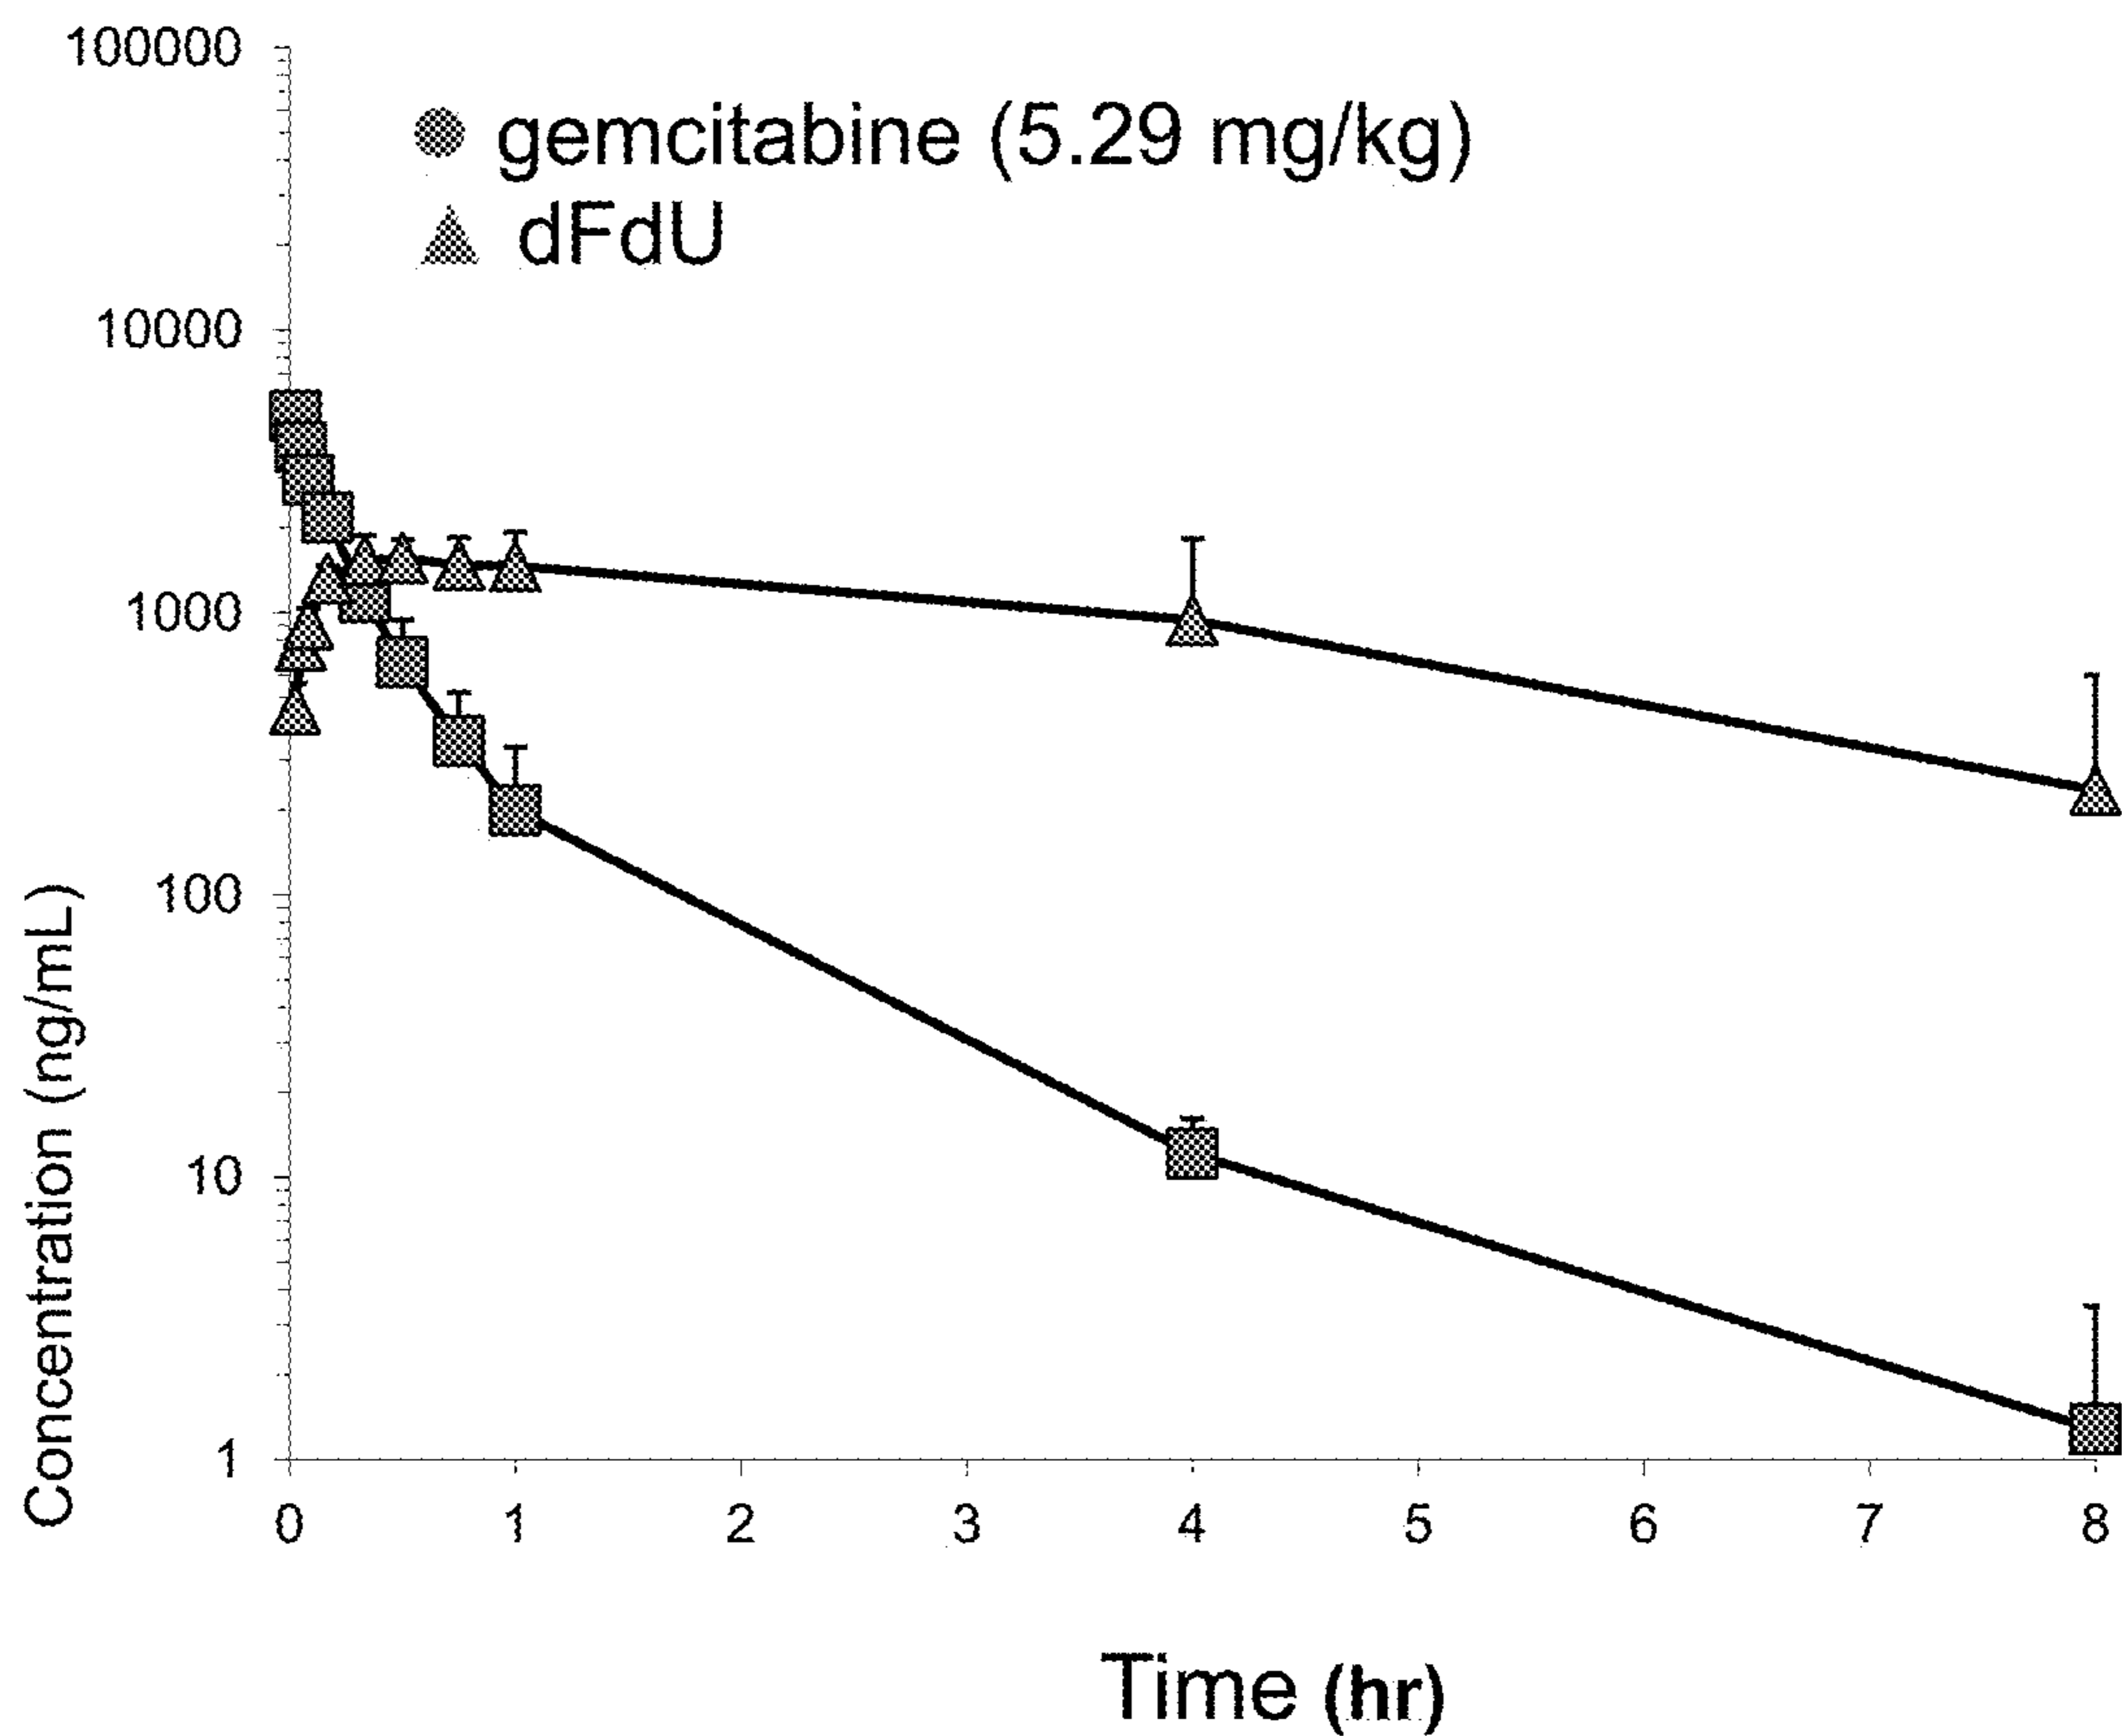 100000
gemcitabine (5.29 mg/kg)
dFdU
10000
1000
100
10
1
Concentration (ng/mL)
0 1 2 3 4 5 6 7 8
Time (hr)